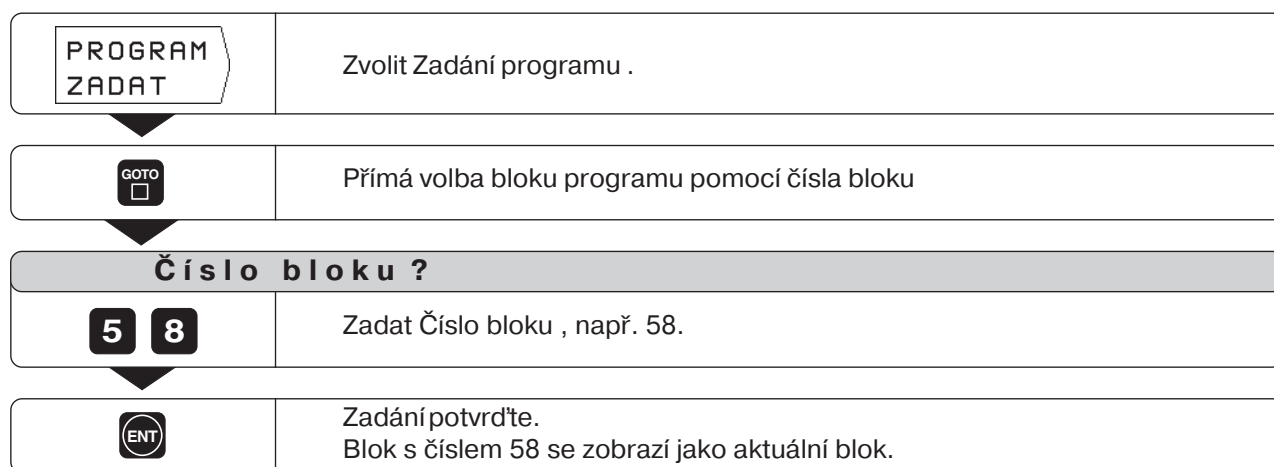 PROGRAM
ZADAT
Zvolit Zadání programu .
GOTO
Přímá volba bloku programu pomocí čísla bloku
Číslo bloku ?
5 8
Zadat Číslo bloku , např. 58.
ENT
Zadání potvrďte.
Blok s číslem 58 se zobrazí jako aktuální blok.